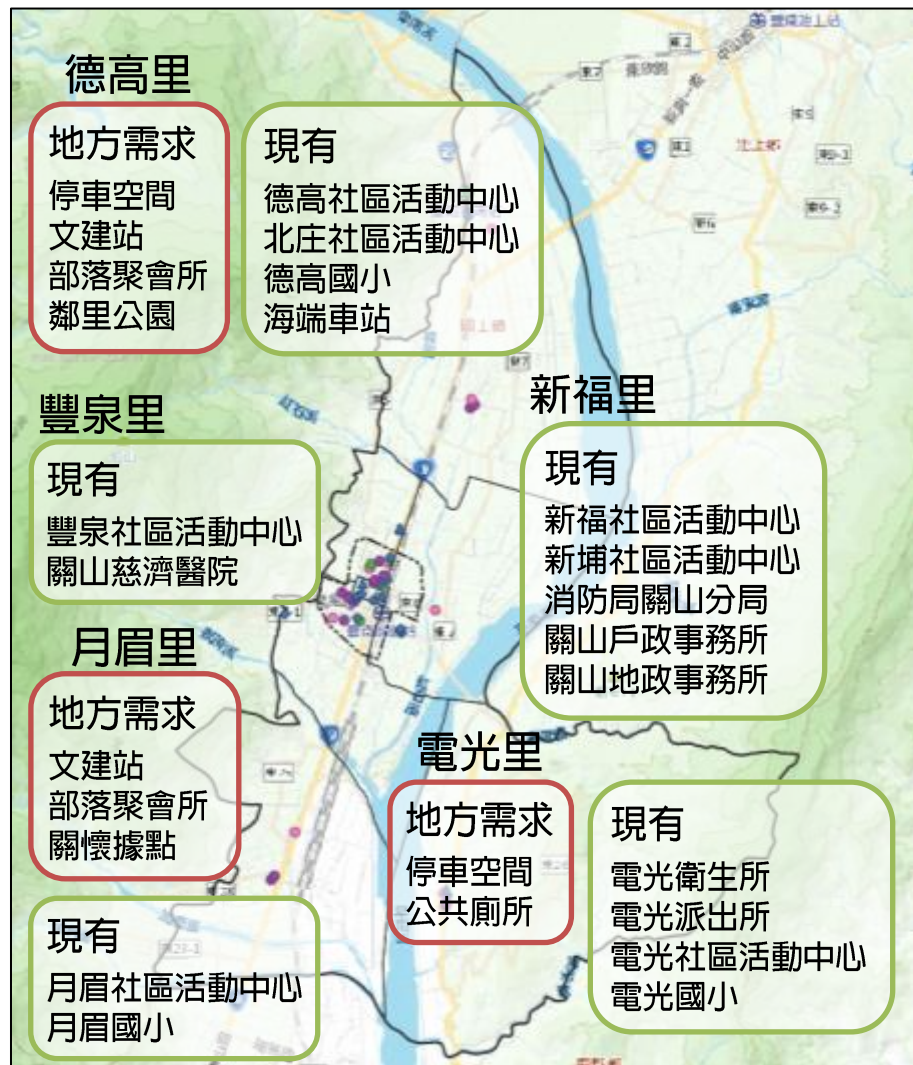 德高里
地方需求
停車空間
文建站
部落聚會所
鄰里公園
現有
德高社區活動中心
北庄社區活動中心
德高國小
海端車站
豐泉里
現有
豐泉社區活動中心
關山慈濟醫院
新福里
現有
新福社區活動中心
新埔社區活動中心
消防局關山分局
關山戶政事務所
關山地政事務所
月眉里
地方需求
文建站
部落聚會所
關懷據點
現有
月眉社區活動中心
月眉國小
電光里
地方需求
停車空間
公共廁所
現有
電光衛生所
電光派出所
電光社區活動中心
電光國小